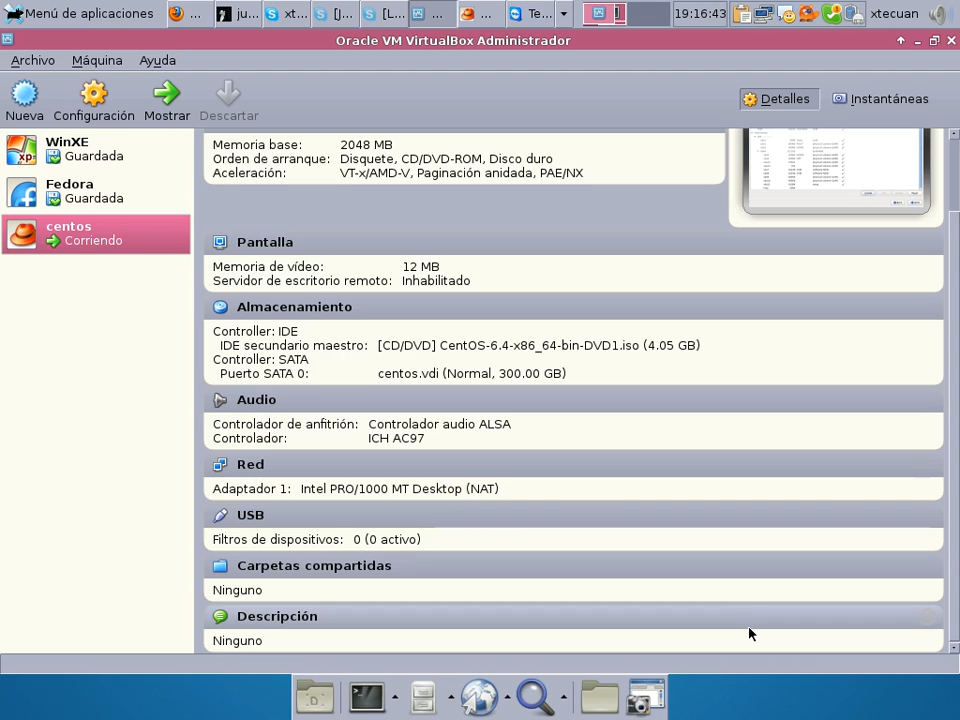 Menú de aplicaciones
...
ju...
xt...
[J...
[L...
...
...
Te...
19:16:43
xtecuan
Oracle VM VirtualBox Administrador
Archivo Máquina Ayuda
Nueva Configuración Mostrar Descartar
Detalles Instantáneas
WinXE
Guardada
Fedora
Guardada
centos
Corriendo
Memoria base: 2048 MB
Orden de arranque: Disquete, CD/DVD-ROM, Disco duro
Aceleración: VT-x/AMD-V, Paginación anidada, PAE/NX
Pantalla
Memoria de vídeo: 12 MB
Servidor de escritorio remoto: Inhabilitado
Almacenamiento
Controller: IDE
IDE secundario maestro: [CD/DVD] CentOS-6.4-x86_64-bin-DVD1.iso (4.05 GB)
Controller: SATA
Puerto SATA 0: centos.vdi (Normal, 300.00 GB)
Audio
Controlador de anfitrión: Controlador audio ALSA
Controlador: ICH AC97
Red
Adaptador 1: Intel PRO/1000 MT Desktop (NAT)
USB
Filtros de dispositivos: 0 (0 activo)
Carpetas compartidas
Ninguno
Descripción
Ninguno